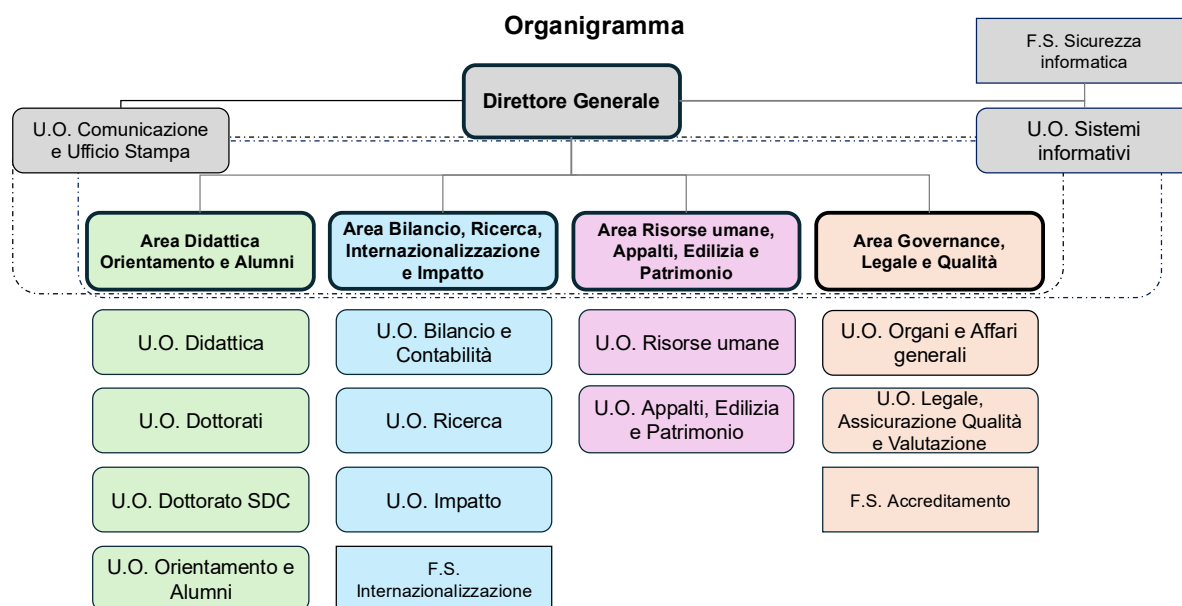 Organigramma
F.S. Sicurezza
informatica
Direttore Generale
U.O. Comunicazione
e Ufficio Stampa
U.O. Sistemi
informativi
Area Didattica
Orientamento e Alumni
Area Bilancio, Ricerca,
Internazionalizzazione
e Impatto
Area Risorse umane,
Appalti, Edilizia e
Patrimonio
Area Governance,
Legale e Qualità
U.O. Didattica
U.O. Bilancio e
Contabilità
U.O. Risorse umane
U.O. Organi e Affari
generali
U.O. Dottorati
U.O. Ricerca
U.O. Appalti, Edilizia
e Patrimonio
U.O. Legale,
Assicurazione Qualità
e Valutazione
U.O. Dottorato SDC
U.O. Impatto
F.S. Accreditamento
U.O. Orientamento e
Alumni
F.S.
Internazionalizzazione